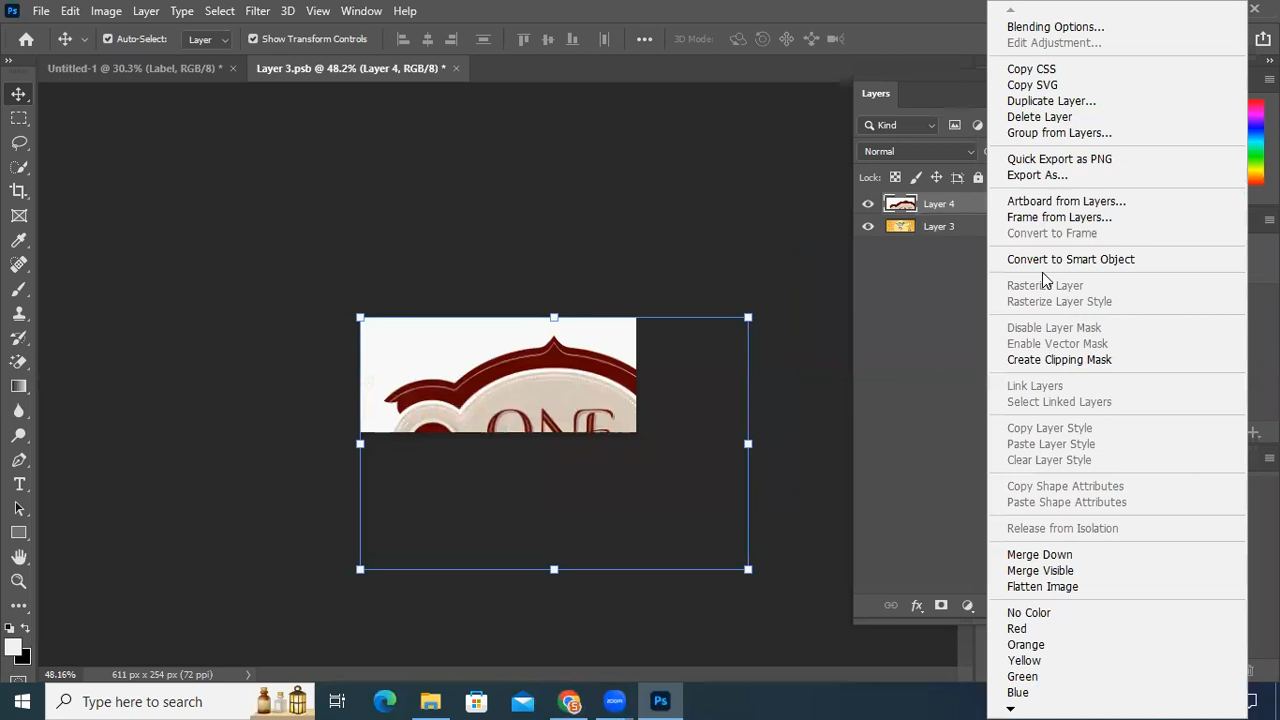 Ps File Edit Image Layer Type Select Filter 3D View Window Help
Auto-Select: Layer Show Transform Controls 3D Mode:
Untitled-1 @ 30.3% (Label, RGB/8) * × Layer 3.psb @ 48.2% (Layer 4, RGB/8) * ×
Layers
Kind
Normal
Lock:
Layer 4
Layer 3
ONE
Blending Options...
Edit Adjustment...
Copy CSS
Copy SVG
Duplicate Layer...
Delete Layer
Group from Layers...
Quick Export as PNG
Export As...
Artboard from Layers...
Frame from Layers...
Convert to Frame
Convert to Smart Object
Rasterize Layer
Rasterize Layer Style
Disable Layer Mask
Enable Vector Mask
Create Clipping Mask
Link Layers
Select Linked Layers
Copy Layer Style
Paste Layer Style
Clear Layer Style
Copy Shape Attributes
Paste Shape Attributes
Release from Isolation
Merge Down
Merge Visible
Flatten Image
No Color
Red
Orange
Yellow
Green
Blue
fx
48.16% 611 px x 254 px (72 ppi)
Type here to search
zoom
Ps